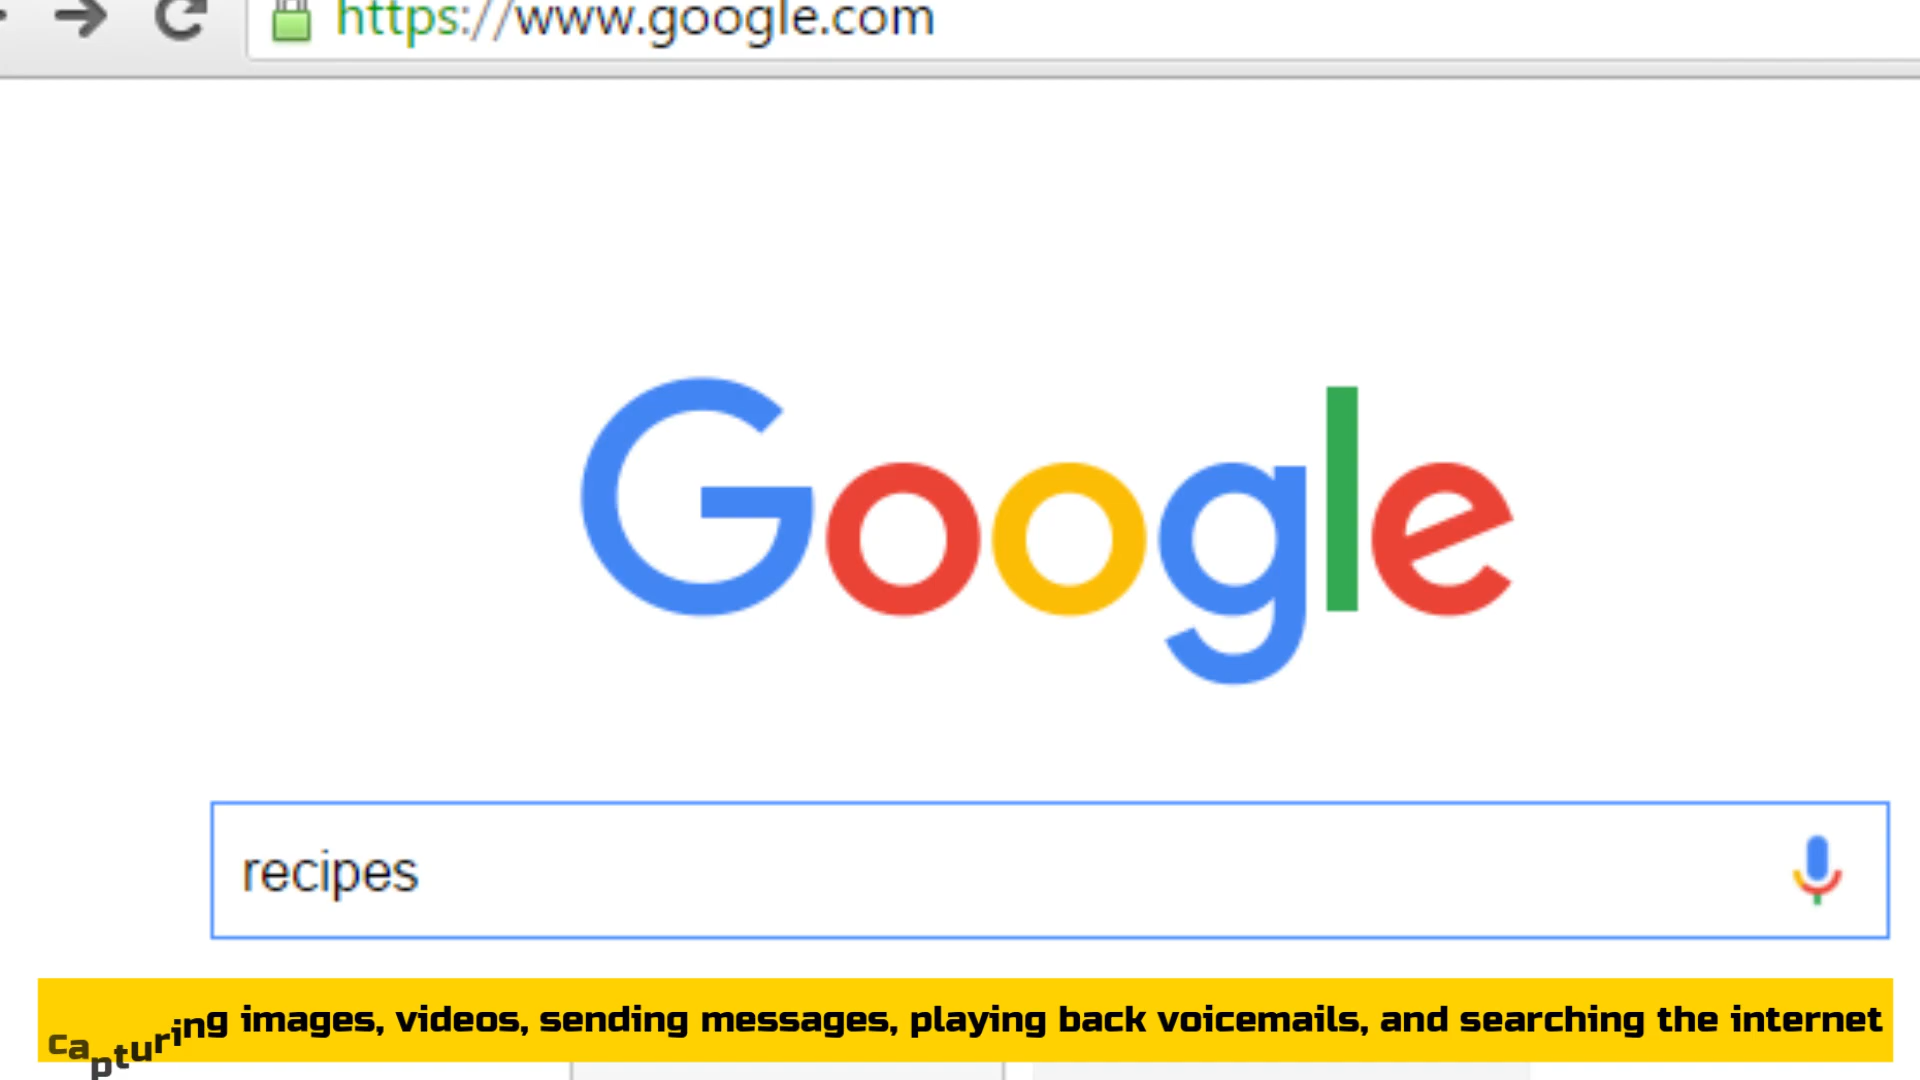 https://www.google.com
Google
recipes
capturing images, videos, sending messages, playing back voicemails, and searching the internet